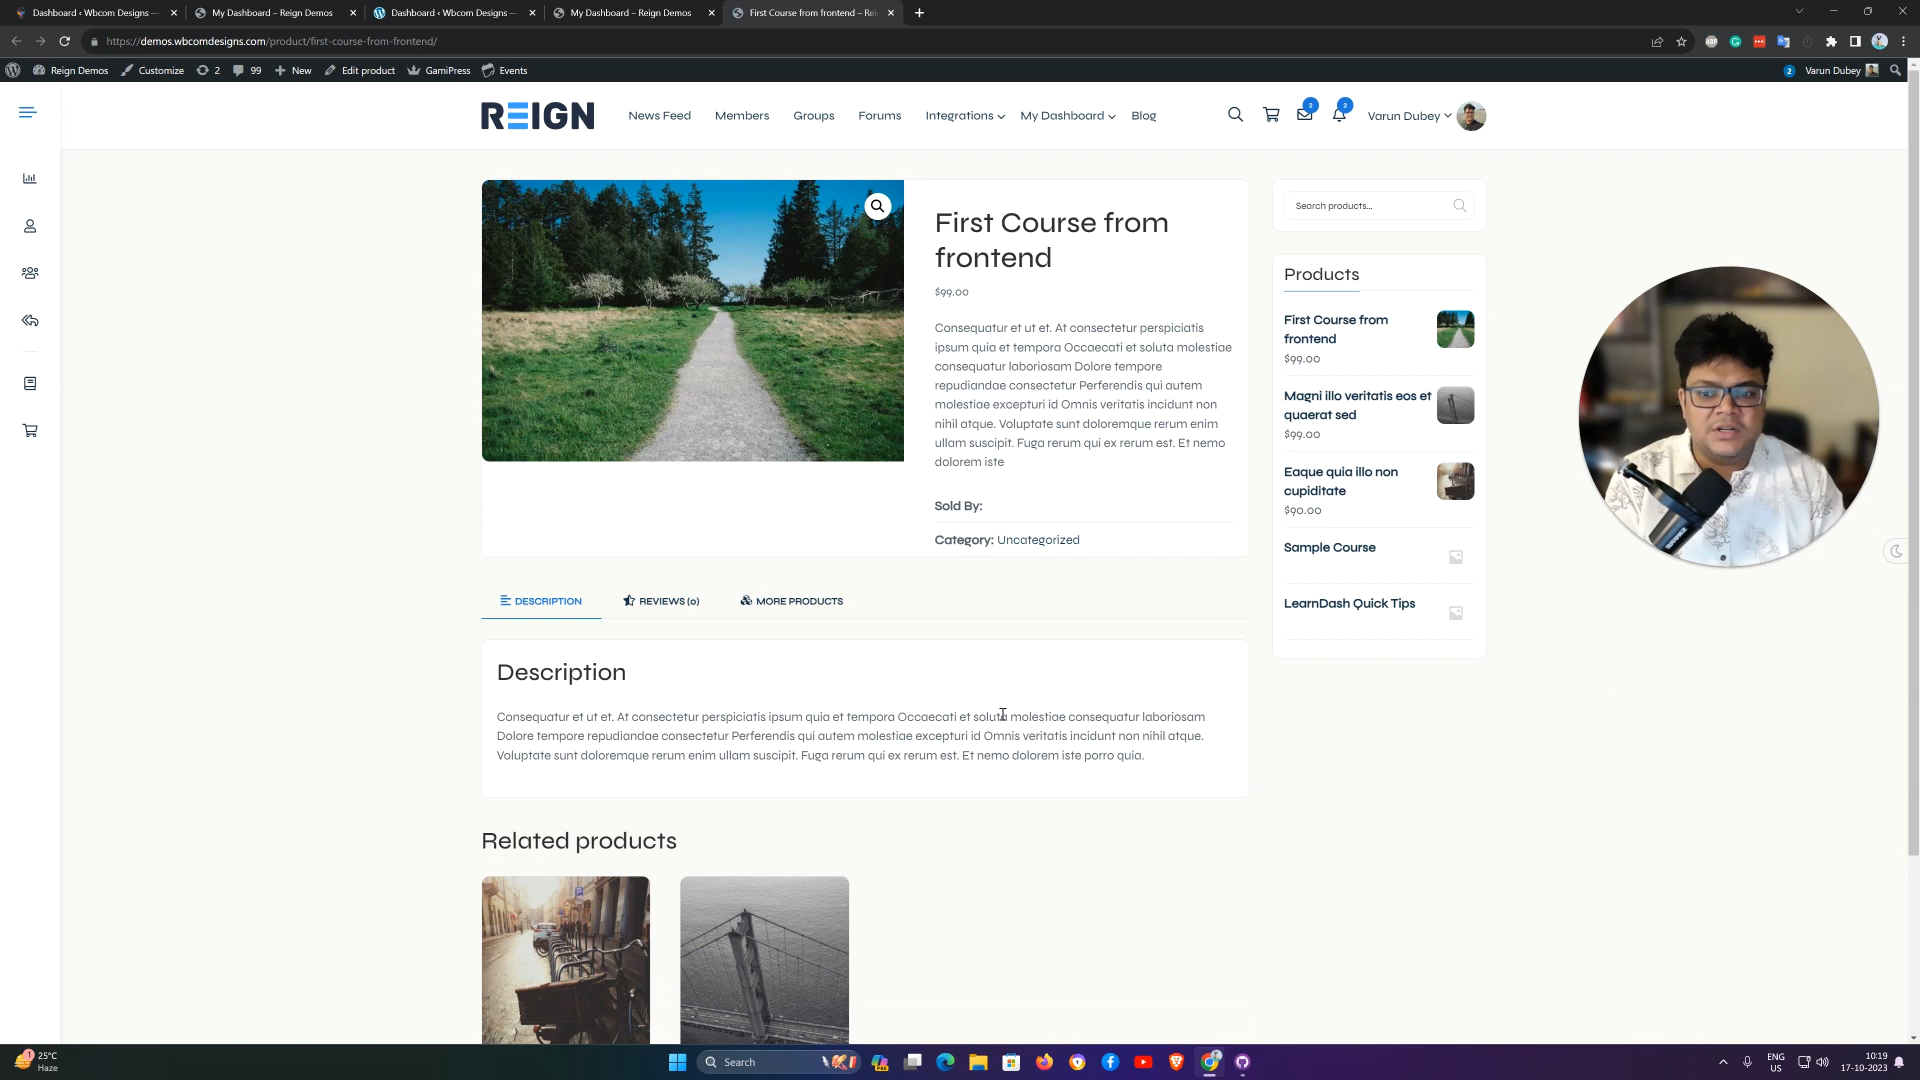 Dashboard ‹ Wbcom Designs —
My Dashboard – Reign Demos
Dashboard ‹ Wbcom Designs —
My Dashboard – Reign Demos
First Course from frontend – Rei
https://demos.wbcomdesigns.com/product/first-course-from-frontend/
Reign Demos
Customize
2
99
New
Edit product
GamiPress
Events
2
Varun Dubey
REIGN
News Feed
Members
Groups
Forums
Integrations
My Dashboard
Blog
2
2
Varun Dubey
First Course from
frontend
$99.00
Consequatur et ut et. At consectetur perspiciatis
ipsum quia et tempora Occaecati et soluta molestiae
consequatur laboriosam Dolore tempore
repudiandae consectetur Perferendis qui autem
molestiae excepturi id Omnis veritatis incidunt non
nihil atque. Voluptate sunt doloremque rerum enim
ullam suscipit. Fuga rerum qui ex rerum est. Et nemo
dolorem iste
Sold By:
Category: Uncategorized
Search products…
Products
First Course from
frontend
$99.00
Magni illo veritatis eos et
quaerat sed
$99.00
Eaque quia illo non
cupiditate
$90.00
Sample Course
LearnDash Quick Tips
DESCRIPTION
REVIEWS (0)
MORE PRODUCTS
Description
Consequatur et ut et. At consectetur perspiciatis ipsum quia et tempora Occaecati et soluta molestiae consequatur laboriosam
Dolore tempore repudiandae consectetur Perferendis qui autem molestiae excepturi id Omnis veritatis incidunt non nihil atque.
Voluptate sunt doloremque rerum enim ullam suscipit. Fuga rerum qui ex rerum est. Et nemo dolorem iste porro quia.
Related products
1
25°C
Haze
Search
ENG
US
10:19
17-10-2023